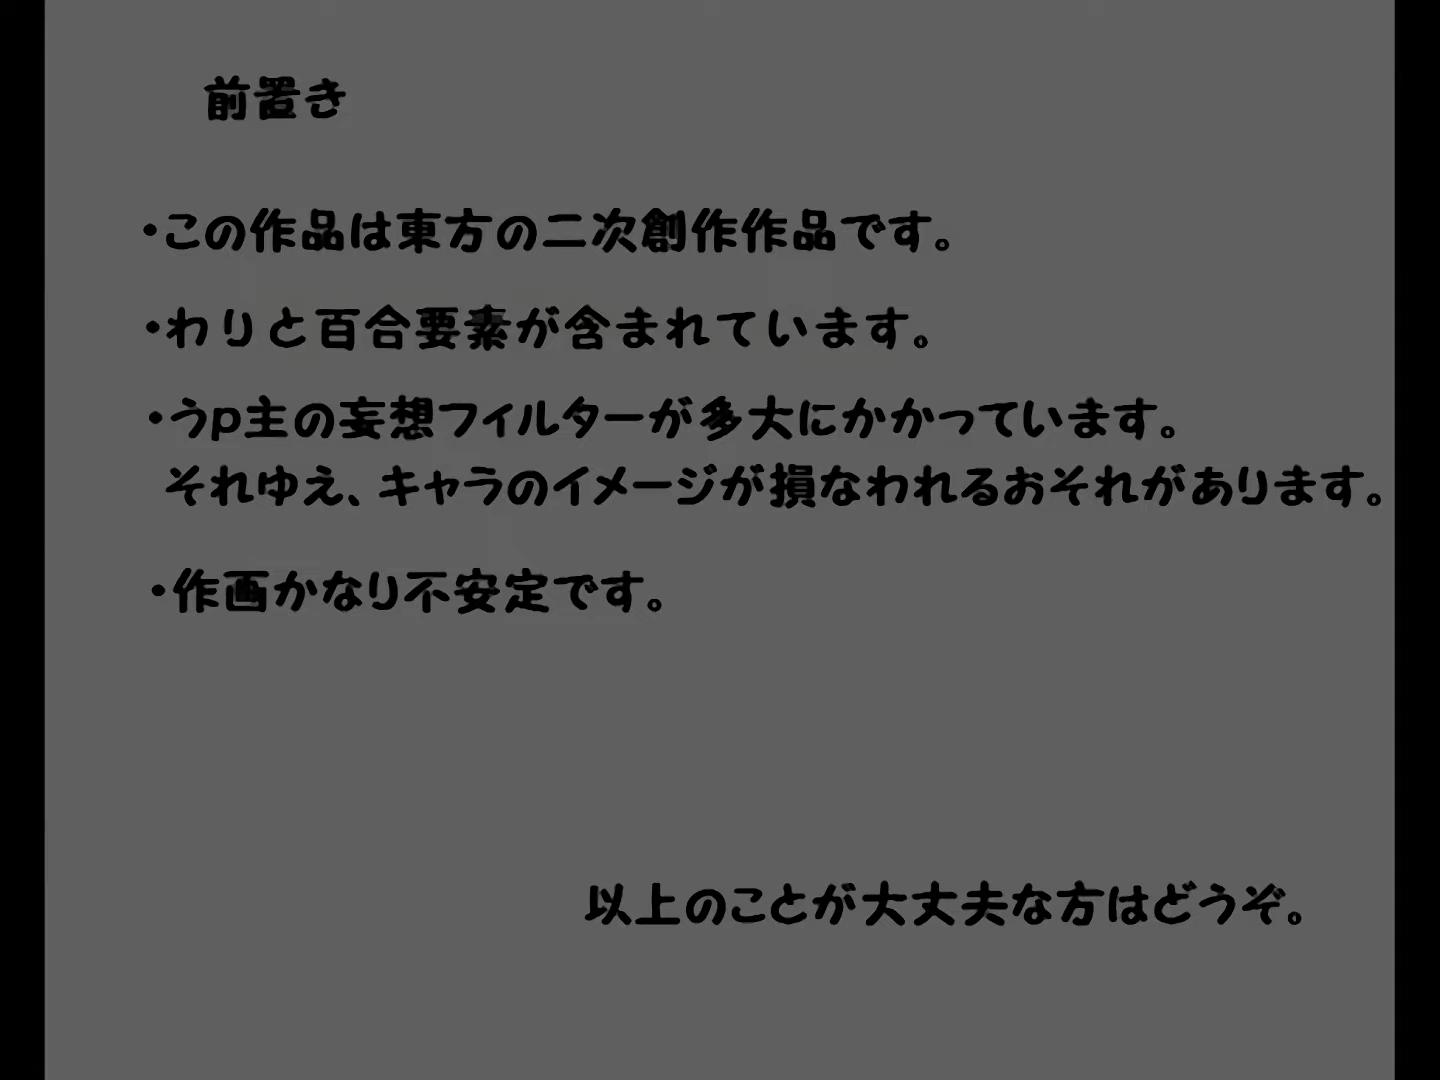 前置き
・この作品は東方の二次創作作品です。
・わりと百合要素が含まれています。
・うp主の妄想フィルターが多大にかかっています。
それゆえ、キャラのイメージが損なわれるおそれがあります。
・作画かなり不安定です。
以上のことが大丈夫な方はどうぞ。